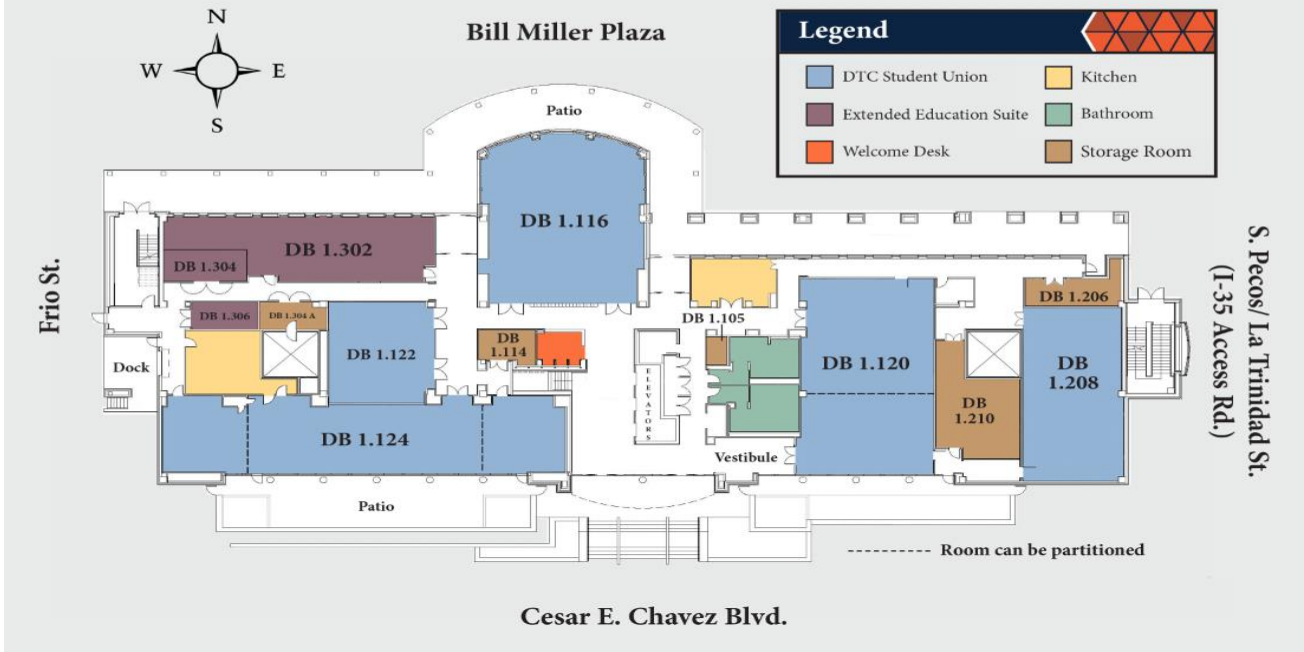 N
W
E
S
Bill Miller Plaza
Legend
DTC Student Union
Kitchen
Extended Education Suite
Bathroom
Welcome Desk
Storage Room
Patio
DB 1.116
DB 1.302
DB 1.304
DB 1.306
DB 1.304 A
DB 1.122
DB
1.114
DB 1.105
DB 1.206
DB 1.120
DB
1.208
DB
1.210
Dock
ELEVATORS
DB 1.124
Vestibule
Patio
Frio St.
S. Pecos/ La Trinidad St.
(I-35 Access Rd.)
Room can be partitioned
Cesar E. Chavez Blvd.